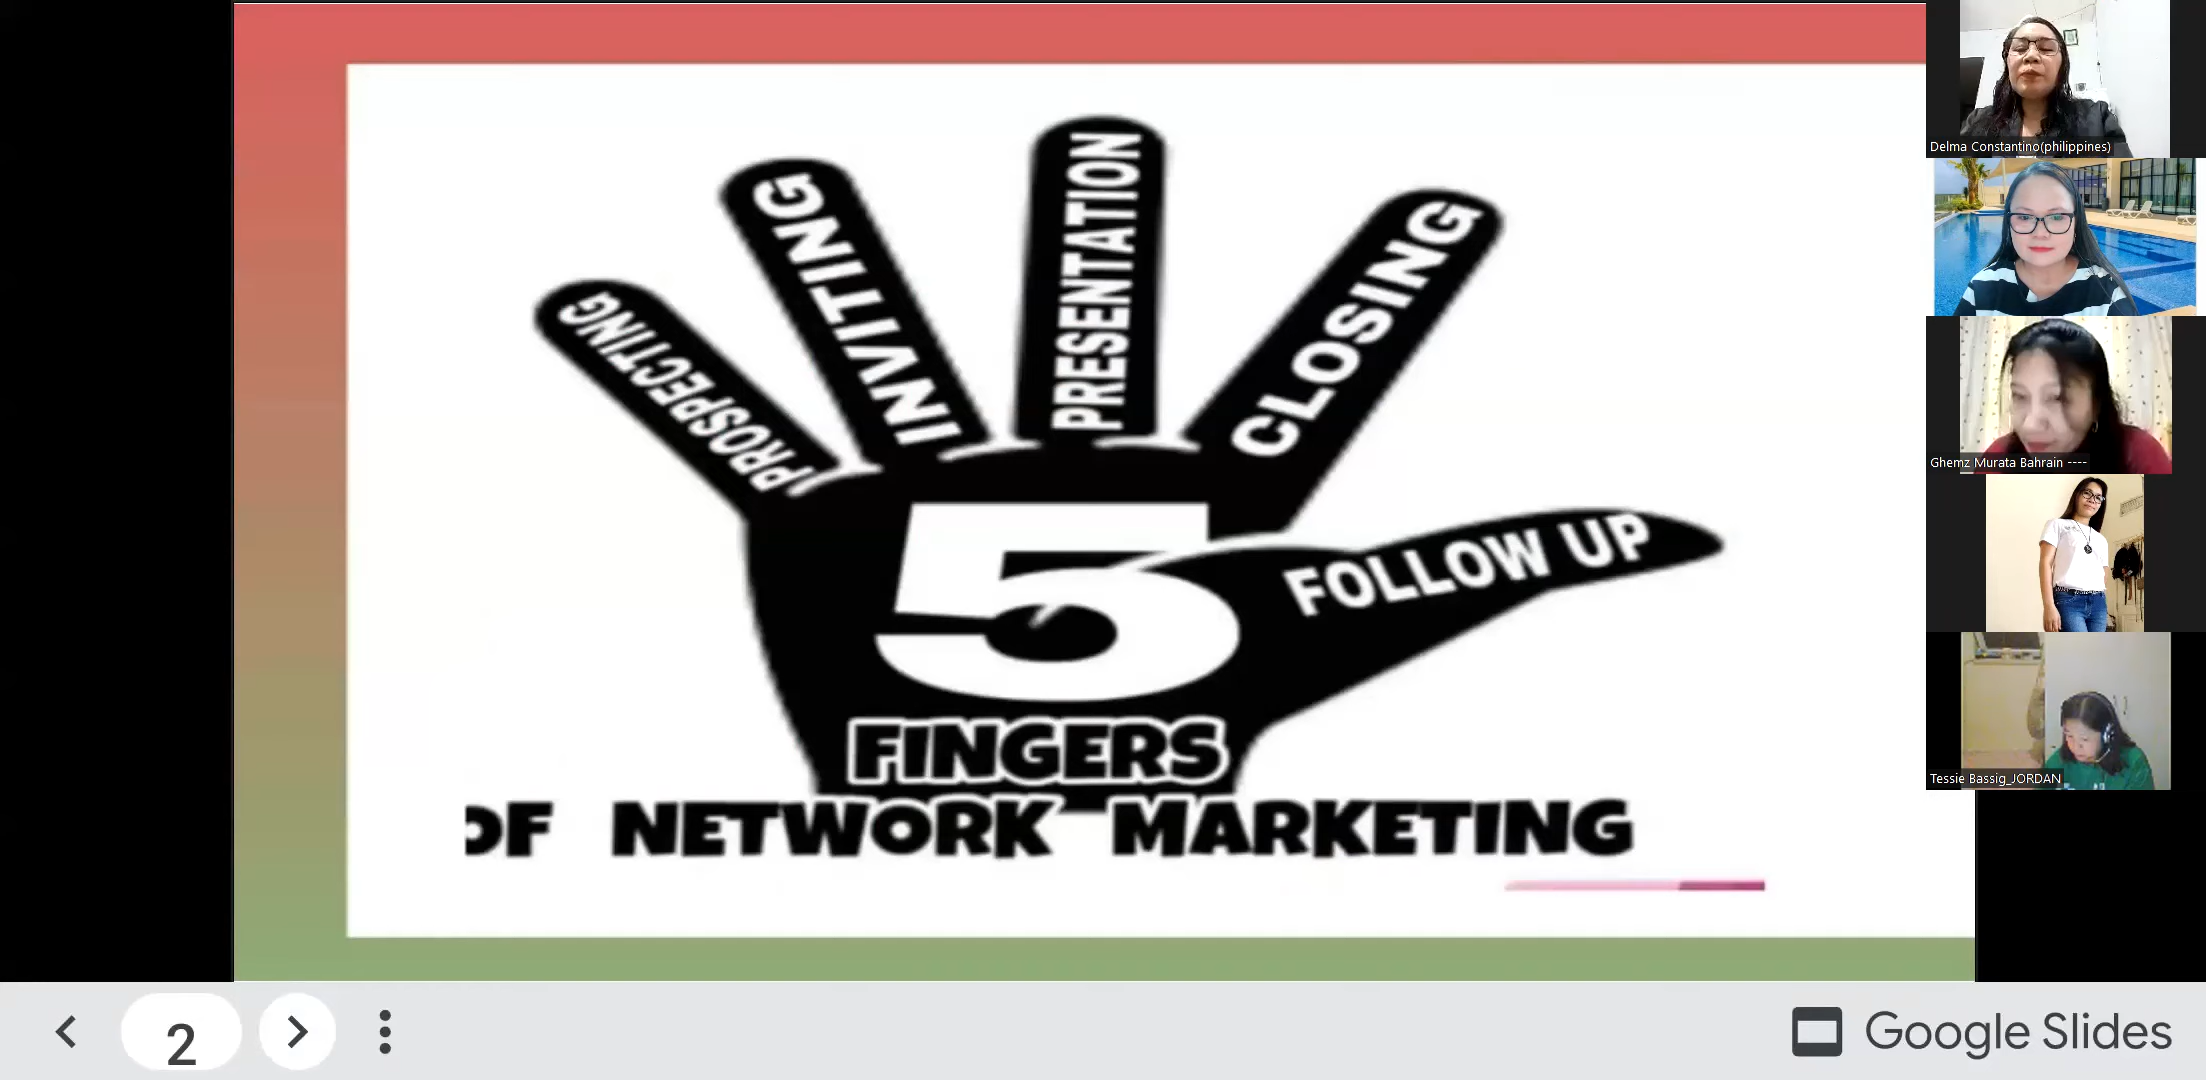 PROSPECTING
INVITING
PRESENTATION
CLOSING
FOLLOW UP
5
FINGERS
OF NETWORK MARKETING
Delma Constantino(philippines)
Ghemz Murata Bahrain ----
Tessie Bassig_JORDAN
2
Google Slides